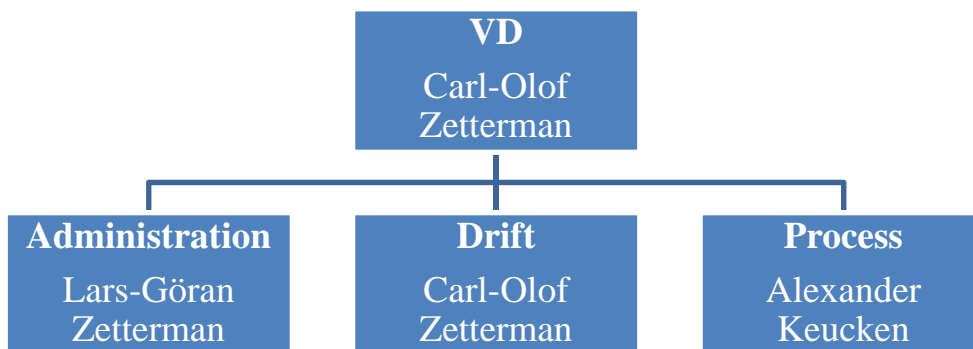 VD
Carl-Olof
Zetterman
Administration
Lars-Göran
Zetterman
Drift
Carl-Olof
Zetterman
Process
Alexander
Keucken